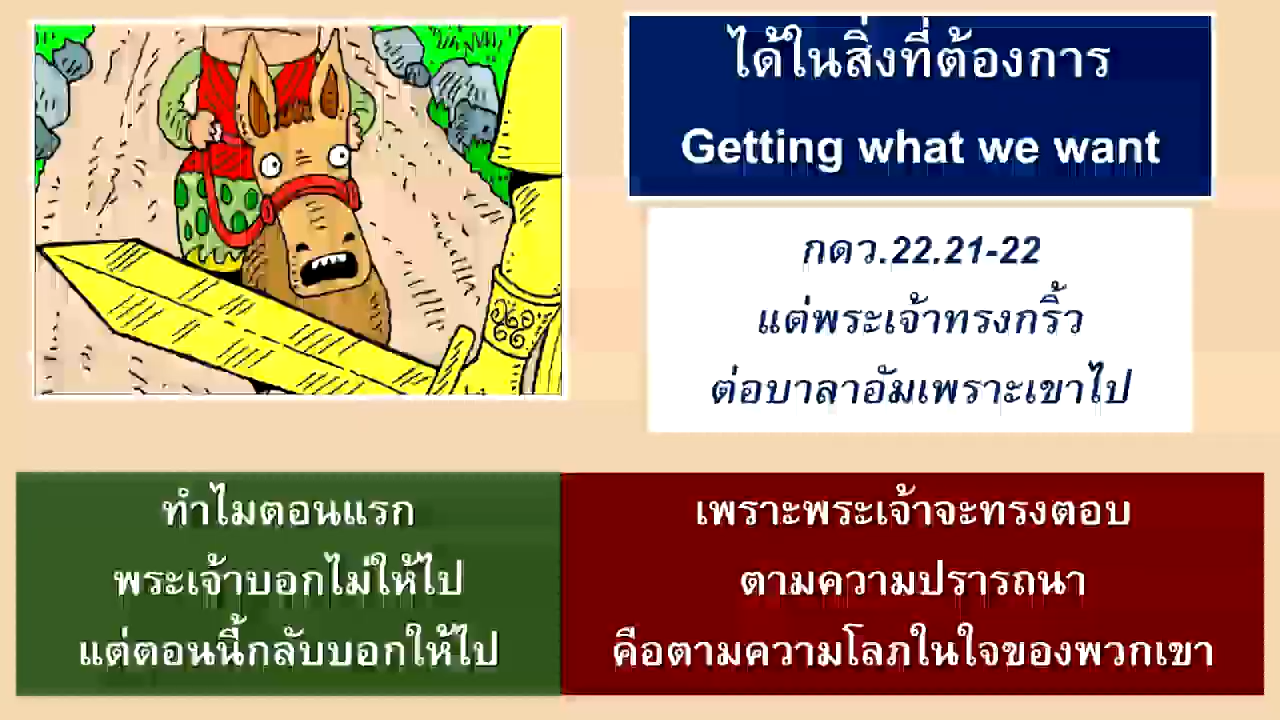 ได้ในสิ่งที่ต้องการ
Getting what we want
กดว.22.21-22
แต่พระเจ้าทรงกริ้ว
ต่อบาลาอัมเพราะเขาไป
ทำไมตอนแรก
พระเจ้าบอกไม่ให้ไป
แต่ตอนนี้กลับบอกให้ไป
เพราะพระเจ้าจะทรงตอบ
ตามความปรารถนา
คือตามความโลภในใจของพวกเขา